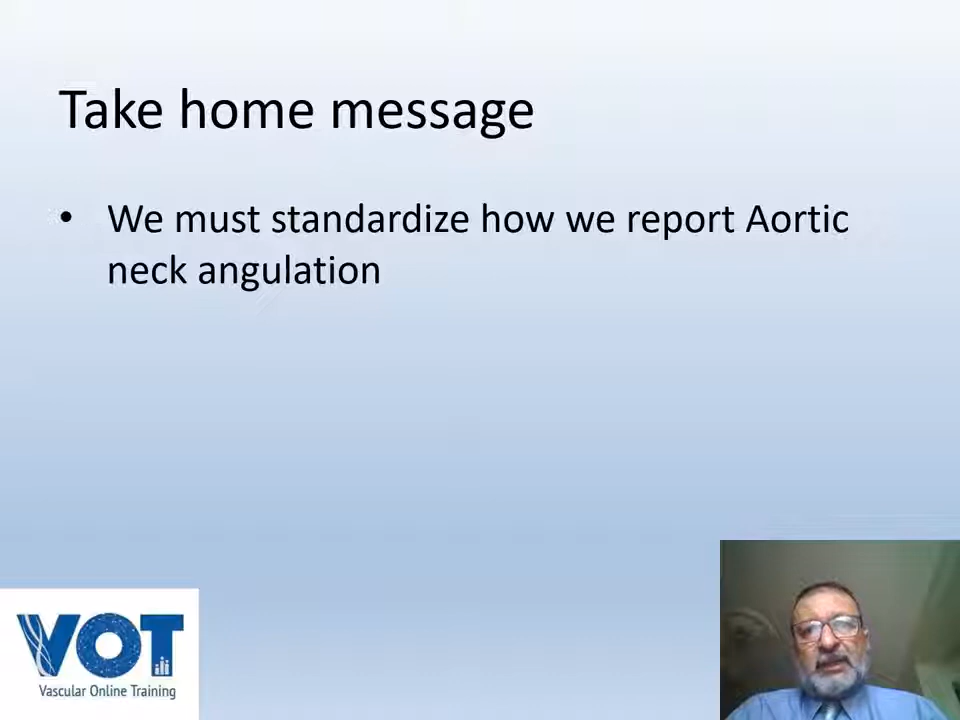 Take home message
• We must standardize how we report Aortic
neck angulation
VOT
Vascular Online Training